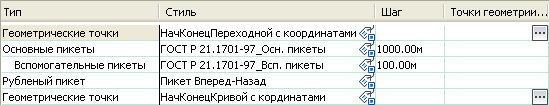 Тип Стиль Шаг Точки геометрии...
Геометрические точки НачКонецПереходной с координатами ...
Основные пикеты ГОСТ Р 21.1701-97_Осн. пикеты 1000.00м
Вспомогательные пикеты ГОСТ Р 21.1701-97_Всп. пикеты 100.00м
Рубленый пикет Пикет Вперед-Назад
Геометрические точки НачКонецКривой с кординатами ...